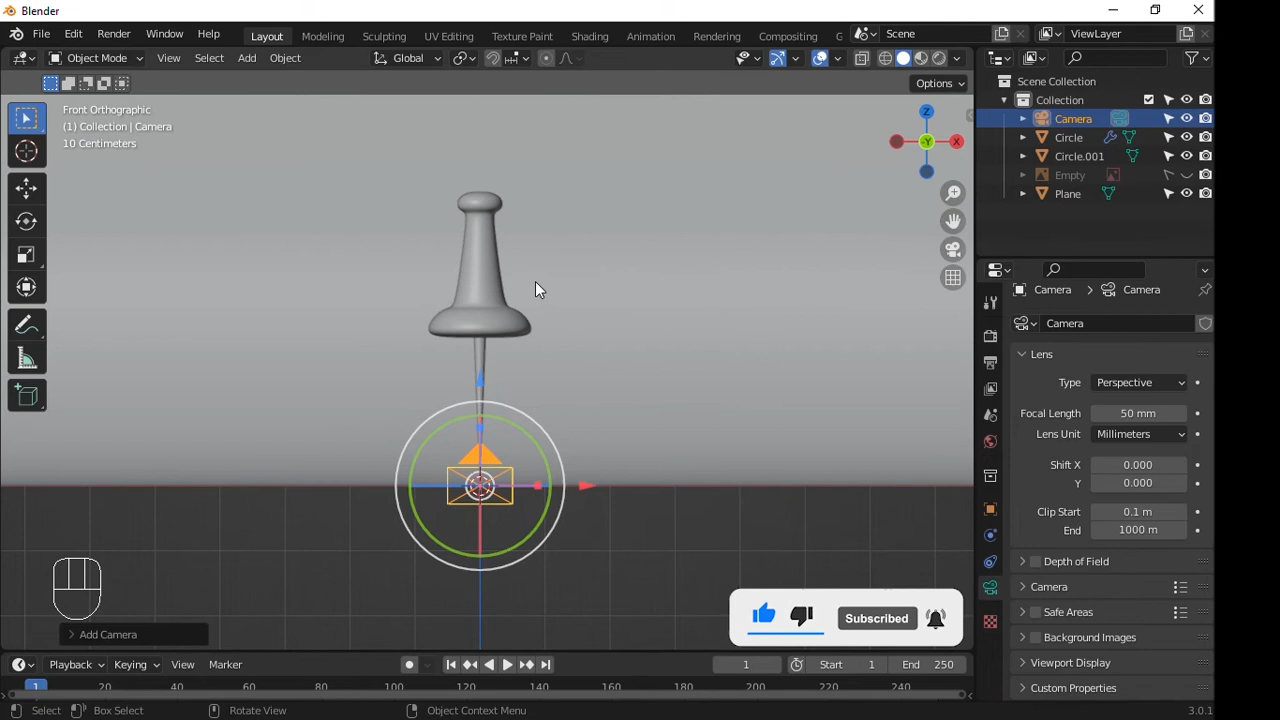 Blender
File Edit Render Window Help Layout Modeling Sculpting UV Editing Texture Paint Shading Animation Rendering Compositing Scene ViewLayer
Object Mode View Select Add Object Global
Options
Front Orthographic
(1) Collection | Camera
10 Centimeters
Z
X
-Y
Scene Collection
Collection
Camera
Circle
Circle.001
Empty
Plane
Camera Camera
Camera
Lens
Type Perspective
Focal Length 50 mm
Lens Unit Millimeters
Shift X 0.000
Y 0.000
Clip Start 0.1 m
End 1000 m
Depth of Field
Camera
Safe Areas
Background Images
Viewport Display
Custom Properties
Subscribed
Add Camera
Playback Keying View Marker 1 Start 1 End 250
1 20 40 60 80 100 120 140 160 180 200 220 240
Select Box Select Rotate View Object Context Menu 3.0.1